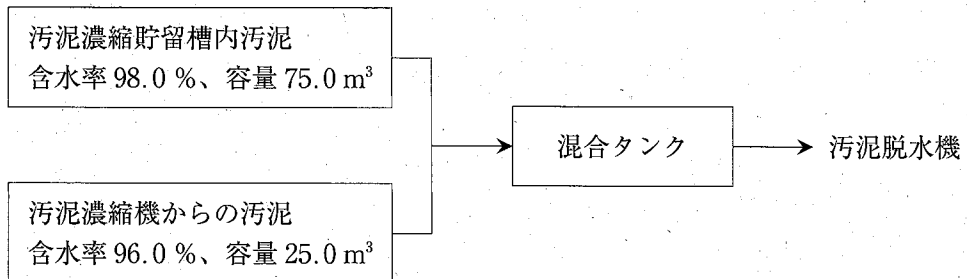 汚泥濃縮貯留槽内汚泥
含水率 98.0 %、容量 75.0 m³
混合タンク
汚泥脱水機
汚泥濃縮機からの汚泥
含水率 96.0 %、容量 25.0 m³